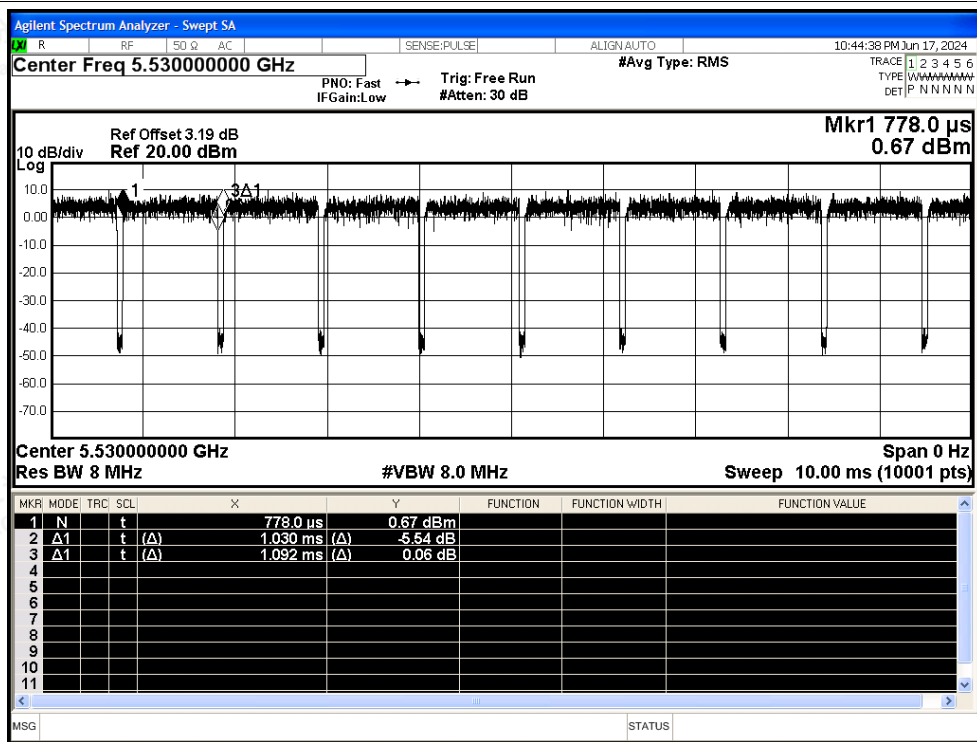 Agilent Spectrum Analyzer - Swept SA
LXI R RF 50 Ω AC SENSE:PULSE ALIGN AUTO 10:44:38 PM Jun 17, 2024
Center Freq 5.530000000 GHz #Avg Type: RMS TRACE 1 2 3 4 5 6
PNO: Fast Trig: Free Run TYPE
IFGain:Low #Atten: 30 dB DET P N N N N N
Mkr1 778.0 µs
Ref Offset 3.19 dB
10 dB/div Ref 20.00 dBm 0.67 dBm
Log
10.0
0.00
-10.0
-20.0
-30.0
-40.0
-50.0
-60.0
-70.0
1
3Δ1
Center 5.530000000 GHz Span 0 Hz
Res BW 8 MHz #VBW 8.0 MHz Sweep 10.00 ms (10001 pts)
MKR MODE TRC SCL X Y FUNCTION FUNCTION WIDTH FUNCTION VALUE
1 N t 778.0 µs 0.67 dBm
2 Δ1 t (Δ) 1.030 ms (Δ) -5.54 dB
3 Δ1 t (Δ) 1.092 ms (Δ) 0.06 dB
4
5
6
7
8
9
10
11
MSG STATUS